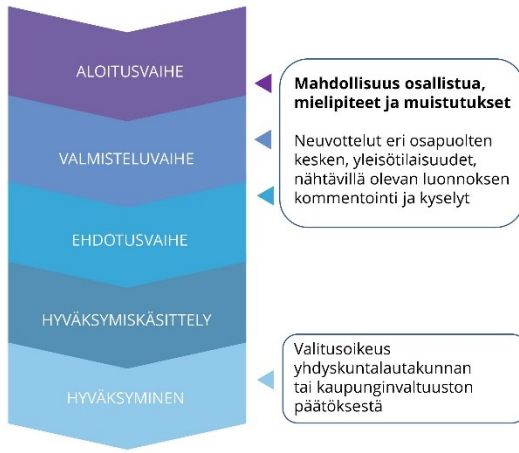 ALOITUSVAIHE
VALMISTELUVAIHE
EHDOTUSVAIHE
HYVÄKSYMISKÄSITTELY
HYVÄKSYMINEN
Mahdollisuus osallistua,
mielipiteet ja muistutukset
Neuvottelut eri osapuolten
kesken, yleisötilaisuudet,
nähtävillä olevan luonnoksen
kommentointi ja kyselyt
Valitusoikeus
yhdyskuntalautakunnan
tai kaupunginvaltuuston
päätöksestä